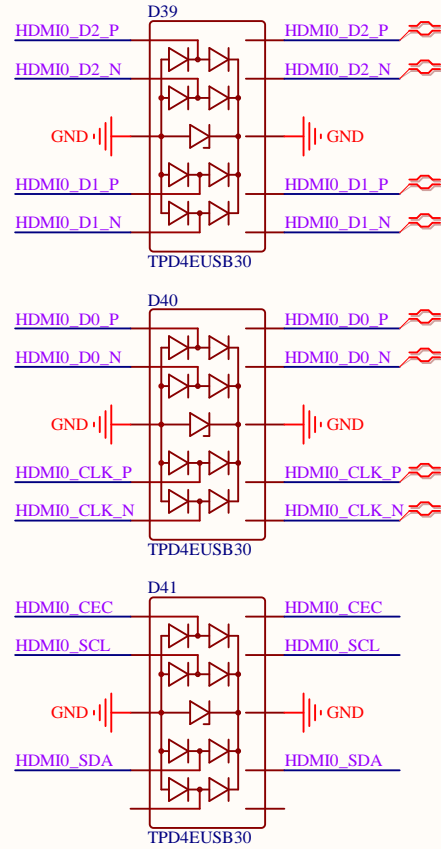 D39
HDMI0_D2_P HDMI0_D2_P
HDMI0_D2_N HDMI0_D2_N
GND GND
HDMI0_D1_P HDMI0_D1_P
HDMI0_D1_N HDMI0_D1_N
TPD4EUSB30
D40
HDMI0_D0_P HDMI0_D0_P
HDMI0_D0_N HDMI0_D0_N
GND GND
HDMI0_CLK_P HDMI0_CLK_P
HDMI0_CLK_N HDMI0_CLK_N
TPD4EUSB30
D41
HDMI0_CEC HDMI0_CEC
HDMI0_SCL HDMI0_SCL
GND GND
HDMI0_SDA HDMI0_SDA
TPD4EUSB30